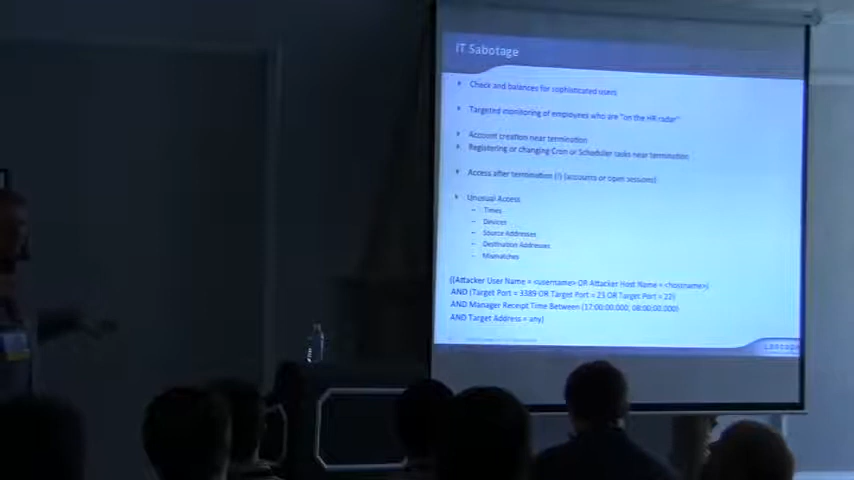 IT Sabotage
Check and balances for sophisticated users
Targeted monitoring of employees who are "on the HR radar"
Account creation near termination
Registering or changing Cron or Scheduler tasks near termination
Access after termination (!) (accounts or open sessions)
Unusual Access
– Times
– Devices
– Source Addresses
– Destination Addresses
– Mismatches
((Attacker User Name = <username> OR Attacker Host Name = <hostname>)
AND (Target Port = 3389 OR Target Port = 23 OR Target Port = 22)
AND Manager Receipt Time Between (17:00:00.000, 08:00:00.000)
AND Target Address = any)